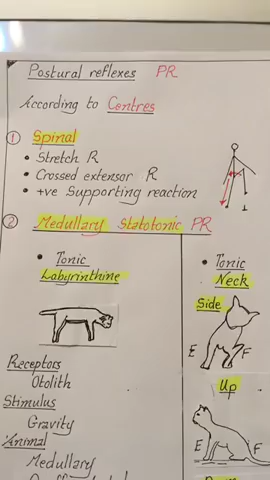 Postural reflexes PR
According to Centres
① Spinal
• Stretch R
• Crossed extensor R
• +ve Supporting reaction
② Medullary Statotonic PR
• Tonic
Labyrinthine
Receptors
Otolith
Stimulus
Gravity
Animal
Medullary
• Tonic
Neck
Side
E F
Up
E F